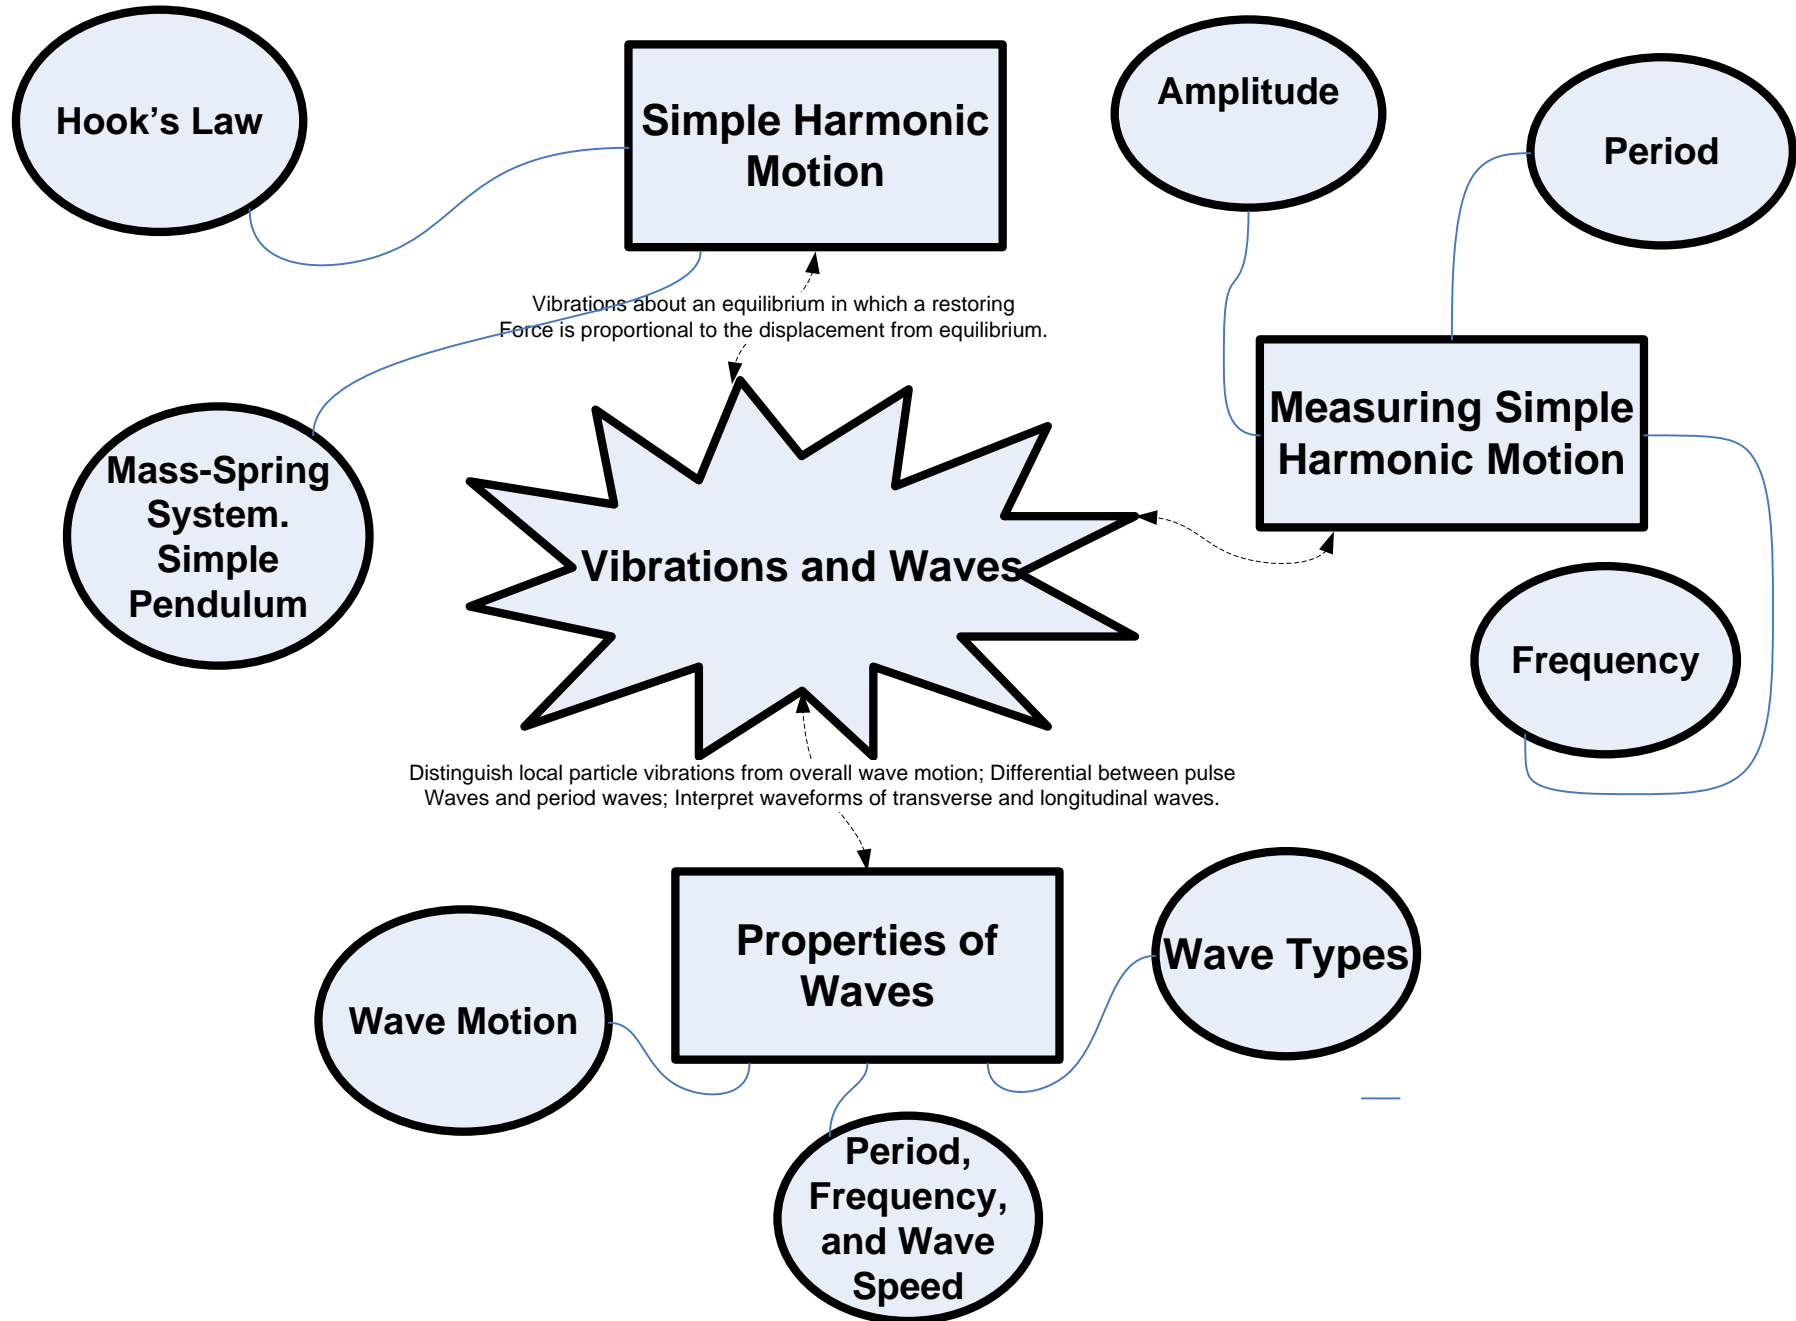 Hook's Law
Simple Harmonic
Motion
Amplitude
Period
Vibrations about an equilibrium in which a restoring
Force is proportional to the displacement from equilibrium.
Measuring Simple
Harmonic Motion
Mass-Spring
System.
Simple
Pendulum
Vibrations and Waves
Frequency
Distinguish local particle vibrations from overall wave motion; Differential between pulse
Waves and period waves; Interpret waveforms of transverse and longitudinal waves.
Properties of
Waves
Wave Types
Wave Motion
Period,
Frequency,
and Wave
Speed